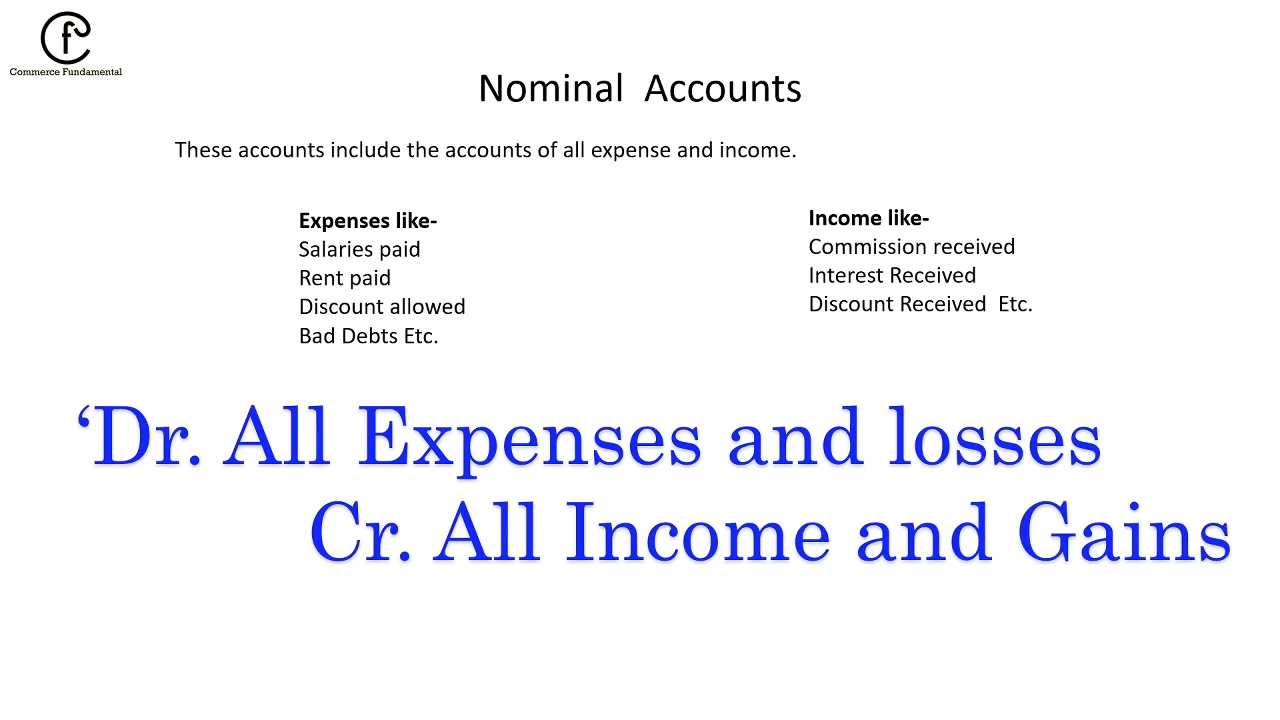 Commerce Fundamental
Nominal Accounts
These accounts include the accounts of all expense and income.
Expenses like-
Salaries paid
Rent paid
Discount allowed
Bad Debts Etc.
Income like-
Commission received
Interest Received
Discount Received Etc.
‘Dr. All Expenses and losses
Cr. All Income and Gains